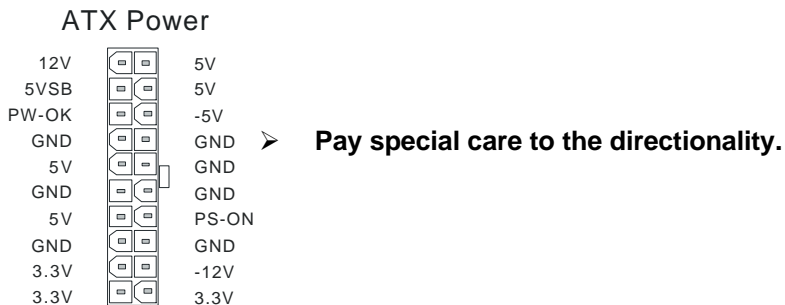 ATX Power
12V 5V
5VSB 5V
PW-OK -5V
GND GND ➢ Pay special care to the directionality.
5V GND
GND GND
5V PS-ON
GND GND
3.3V -12V
3.3V 3.3V